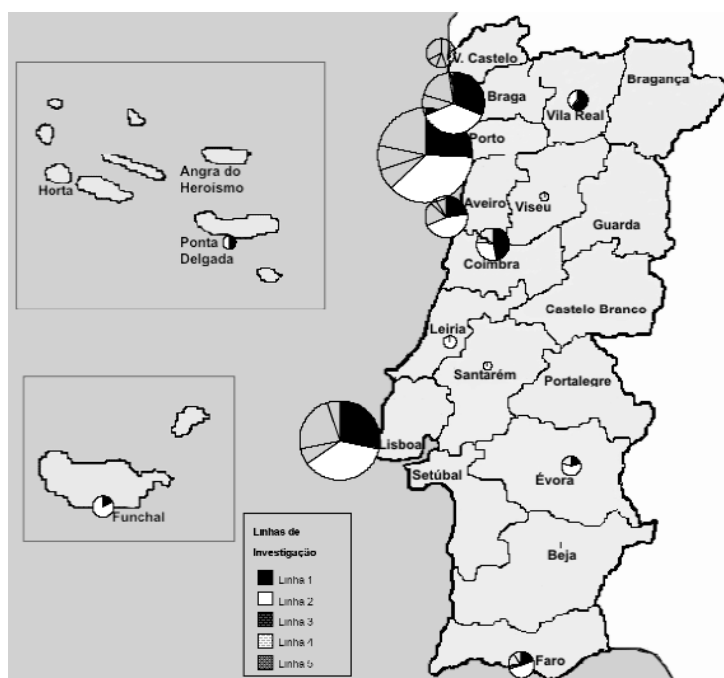 V. Castelo
Bragança
Braga
Vila Real
Porto
Angra do
Heroismo
Horta
Aveiro
Viseu
Guarda
Ponta
Delgada
Coimbra
Castelo Branco
Leiria
Santarém
Portalegre
Lisboa
Setúbal
Évora
Funchal
Linhas de
Investigação
Beja
Linha 1
Linha 2
Linha 3
Linha 4
Linha 5
Faro